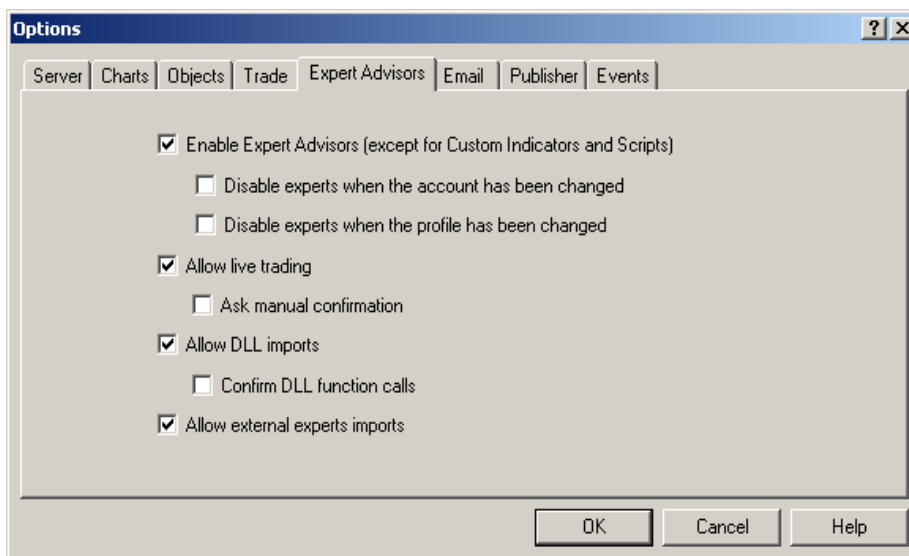 Options
Server Charts Objects Trade Expert Advisors Email Publisher Events
Enable Expert Advisors (except for Custom Indicators and Scripts)
Disable experts when the account has been changed
Disable experts when the profile has been changed
Allow live trading
Ask manual confirmation
Allow DLL imports
Confirm DLL function calls
Allow external experts imports
OK Cancel Help